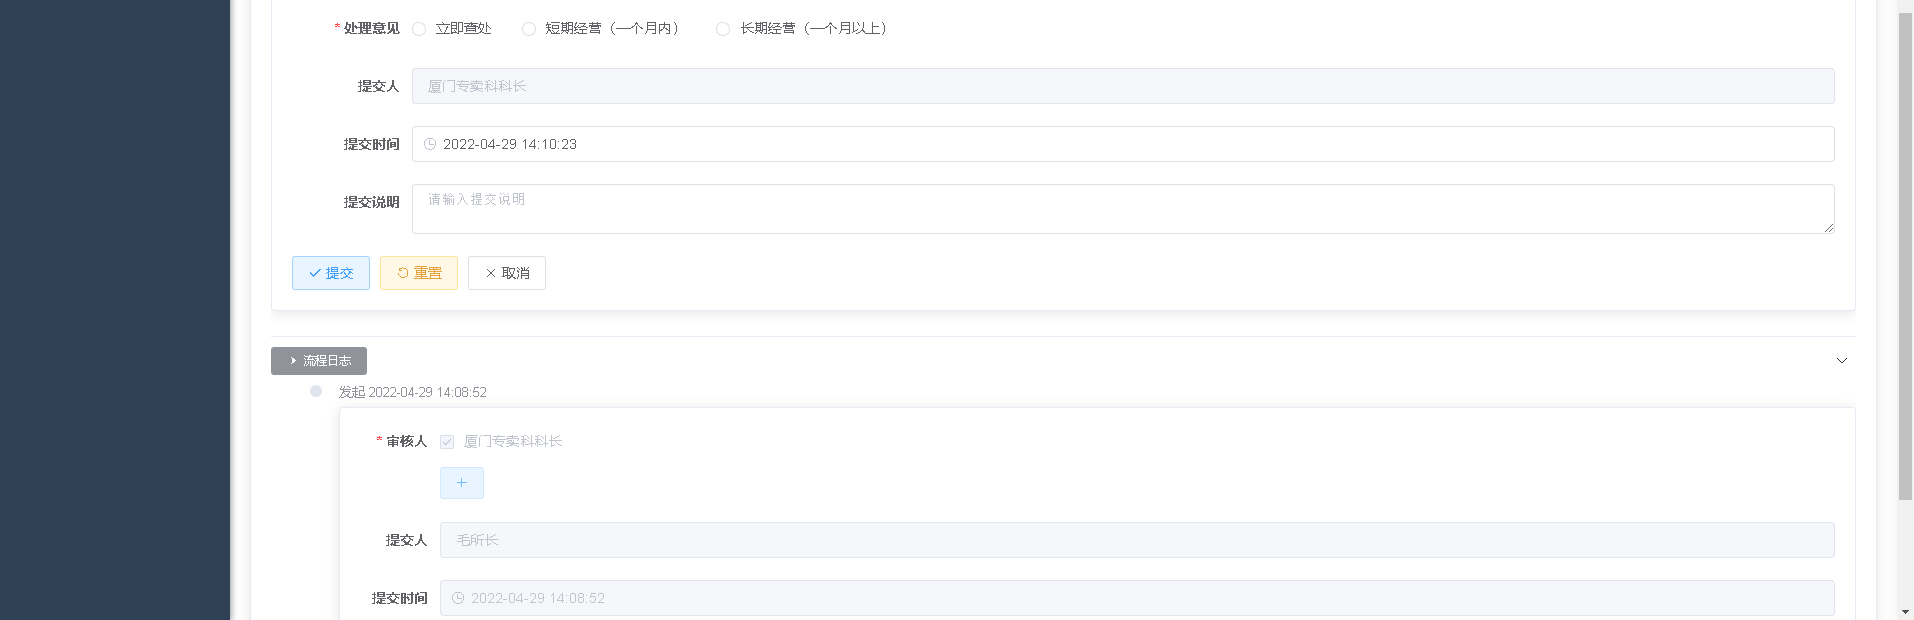 *处理意见 立即查处 短期经营（一个月内） 长期经营（一个月以上）
提交人 厦门专卖科科长
提交时间 2022-04-29 14:10:23
提交说明 请输入提交说明
提交 重置 取消
流程日志
发起 2022-04-29 14:08:52
*审核人 厦门专卖科科长
+
提交人 毛所长
提交时间 2022-04-29 14:08:52